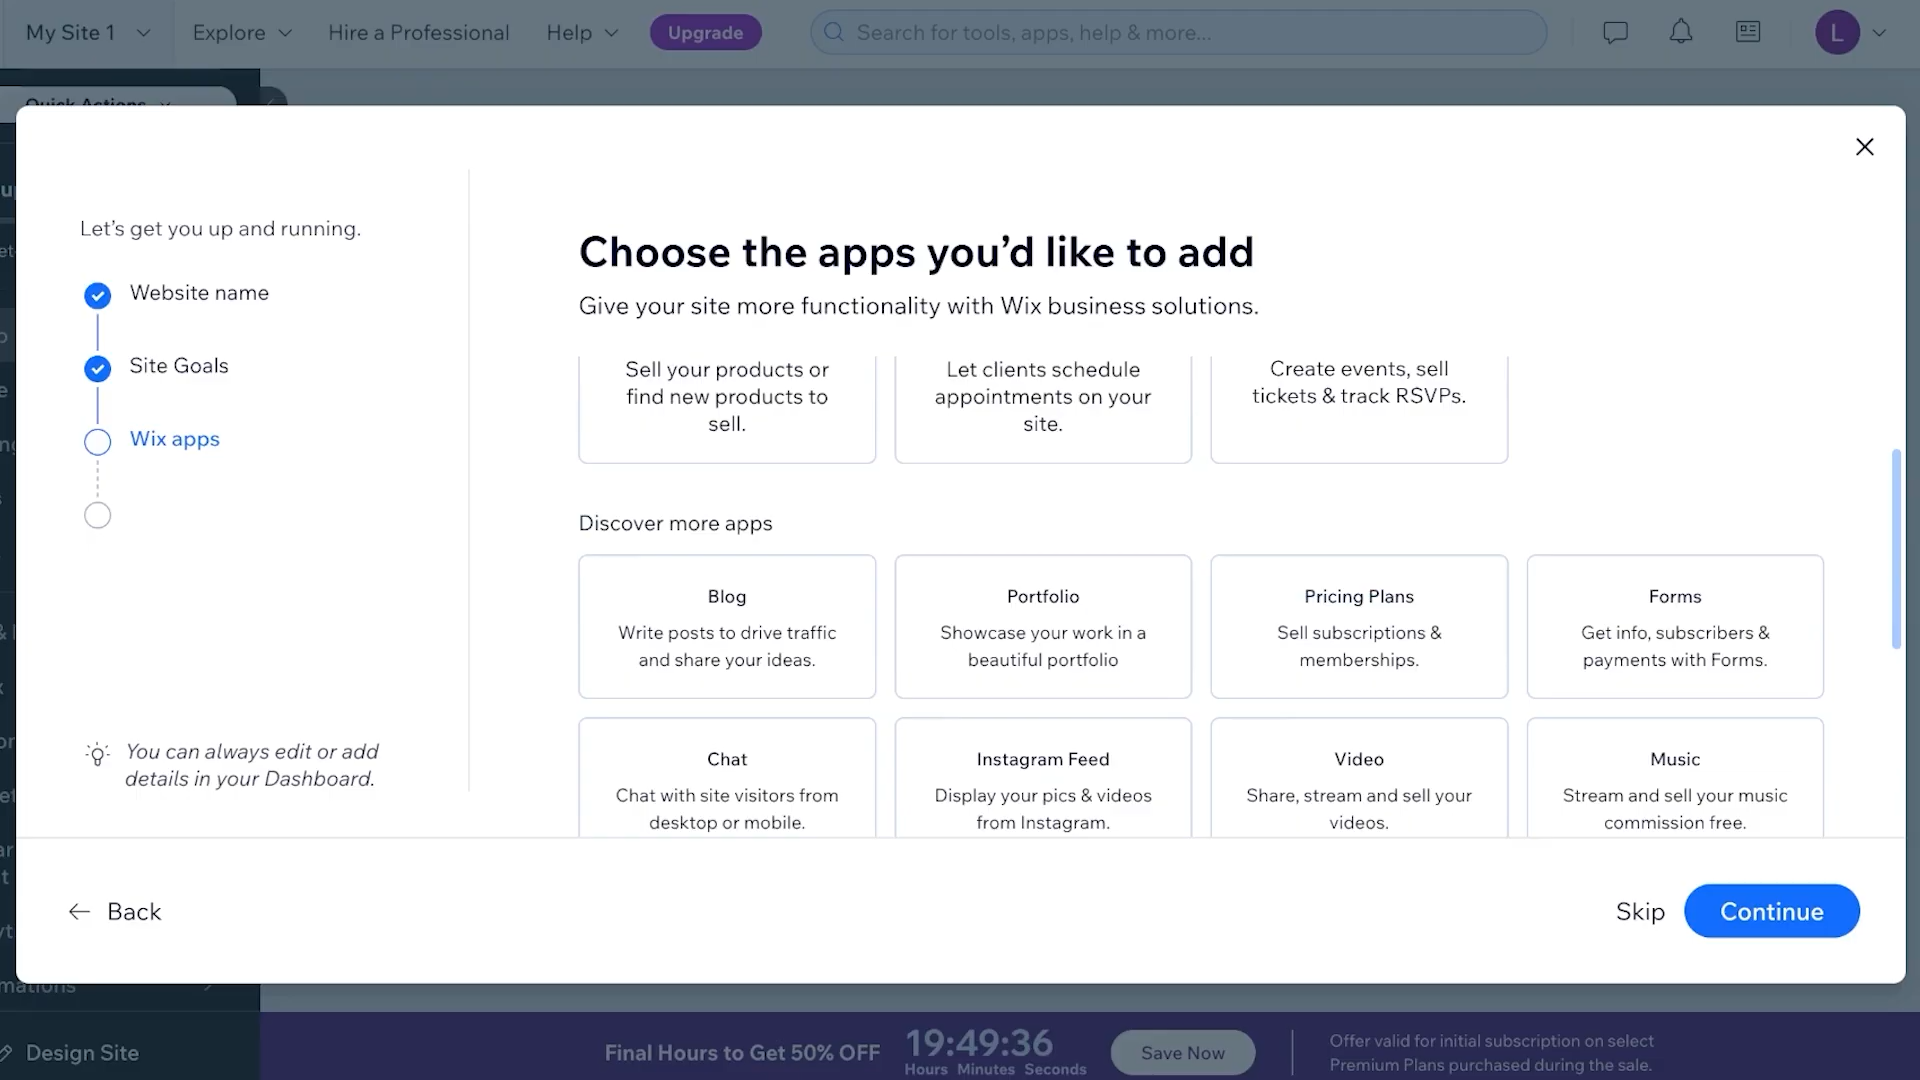 My Site 1
Explore
Hire a Professional
Help
Upgrade
Search for tools, apps, help & more...
L
Quick Actions
Let's get you up and running.
Website name
Site Goals
Wix apps
You can always edit or add
details in your Dashboard.
Choose the apps you'd like to add
Give your site more functionality with Wix business solutions.
Sell your products or
find new products to
sell.
Let clients schedule
appointments on your
site.
Create events, sell
tickets & track RSVPs.
Discover more apps
Blog
Write posts to drive traffic
and share your ideas.
Portfolio
Showcase your work in a
beautiful portfolio
Pricing Plans
Sell subscriptions &
memberships.
Forms
Get info, subscribers &
payments with Forms.
Chat
Chat with site visitors from
desktop or mobile.
Instagram Feed
Display your pics & videos
from Instagram.
Video
Share, stream and sell your
videos.
Music
Stream and sell your music
commission free.
Back
Skip
Continue
Design Site
Final Hours to Get 50% OFF
19:49:36
Hours Minutes Seconds
Save Now
Offer valid for initial subscription on select
Premium Plans purchased during the sale.